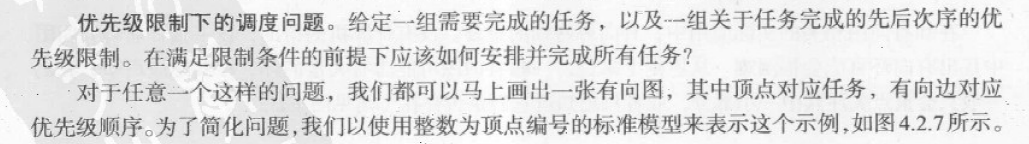 优先级限制下的调度问题。给定一组需要完成的任务，以及一组关于任务完成的先后次序的优
先级限制。在满足限制条件的前提下应该如何安排并完成所有任务？
对于任意一个这样的问题，我们都可以马上画出一张有向图，其中顶点对应任务，有向边对应
优先级顺序。为了简化问题，我们以使用整数为顶点编号的标准模型来表示这个示例，如图4.2.7所示。